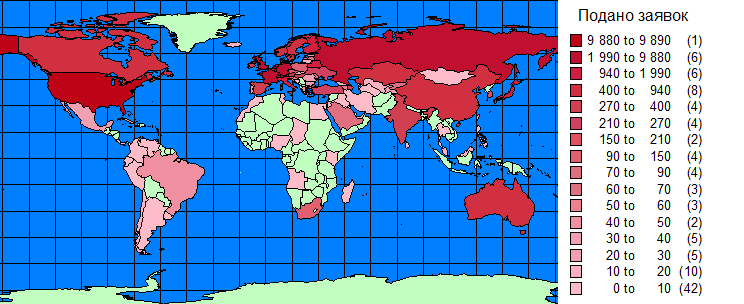 Подано заявок
9 880 to 9 890 (1)
1 990 to 9 880 (6)
940 to 1 990 (6)
400 to 940 (8)
270 to 400 (4)
210 to 270 (4)
150 to 210 (2)
90 to 150 (4)
70 to 90 (4)
60 to 70 (3)
50 to 60 (3)
40 to 50 (2)
30 to 40 (5)
20 to 30 (5)
10 to 20 (10)
0 to 10 (42)